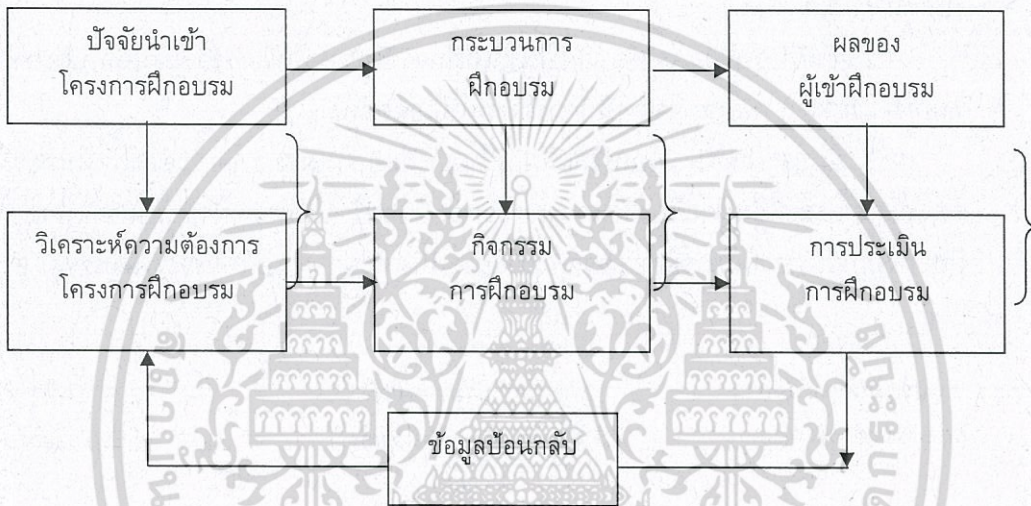 ปัจจัยนำเข้า
โครงการฝึกอบรม
กระบวนการ
ฝึกอบรม
ผลของ
ผู้เข้าฝึกอบรม
วิเคราะห์ความต้องการ
โครงการฝึกอบรม
กิจกรรม
การฝึกอบรม
การประเมิน
การฝึกอบรม
ข้อมูลป้อนกลับ